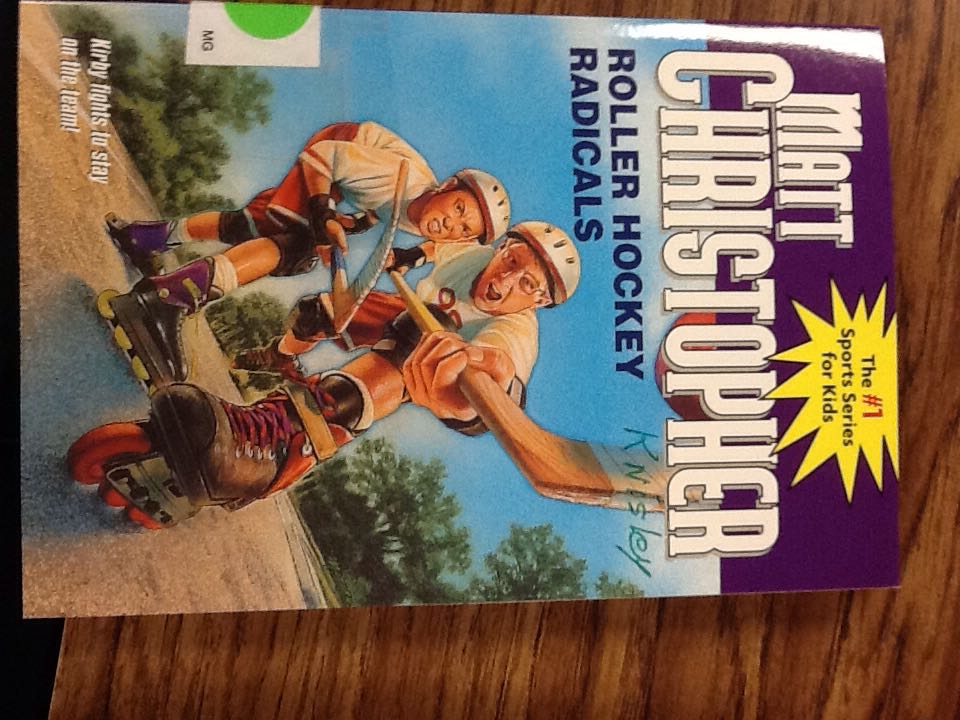 The #1
Sports Series
for Kids
MATT
CHRISTOPHER
ROLLER HOCKEY
RADICALS
Knisley
Kirby fights to stay
on the team!
MG